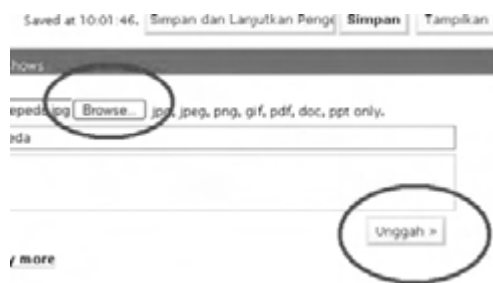 Saved at 10:01:46. Simpan dan Lanjutkan Peng Simpan Tampilkan
hows
epeda.jpg Browse... jpg, jpeg, png, gif, pdf, doc, ppt only.
eda
Unggah »
y more